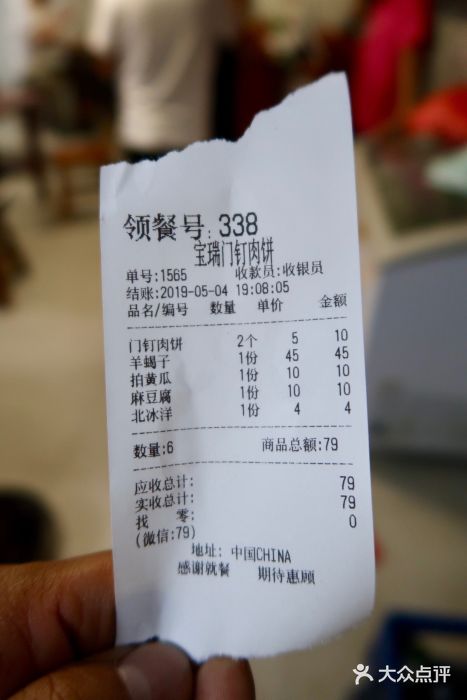 领餐号: 338
宝瑞门钉肉饼
单号:1565 收款员:收银员
结账:2019-05-04 19:08:05
品名/编号 数量 单价 金额
门钉肉饼 2个 5 10
羊蝎子 1份 45 45
拍黄瓜 1份 10 10
麻豆腐 1份 10 10
北冰洋 1份 4 4
数量:6 商品总额:79
应收总计: 79
实收总计: 79
找 零: 0
(微信:79)
地址: 中国CHINA
感谢就餐 期待惠顾
大众点评